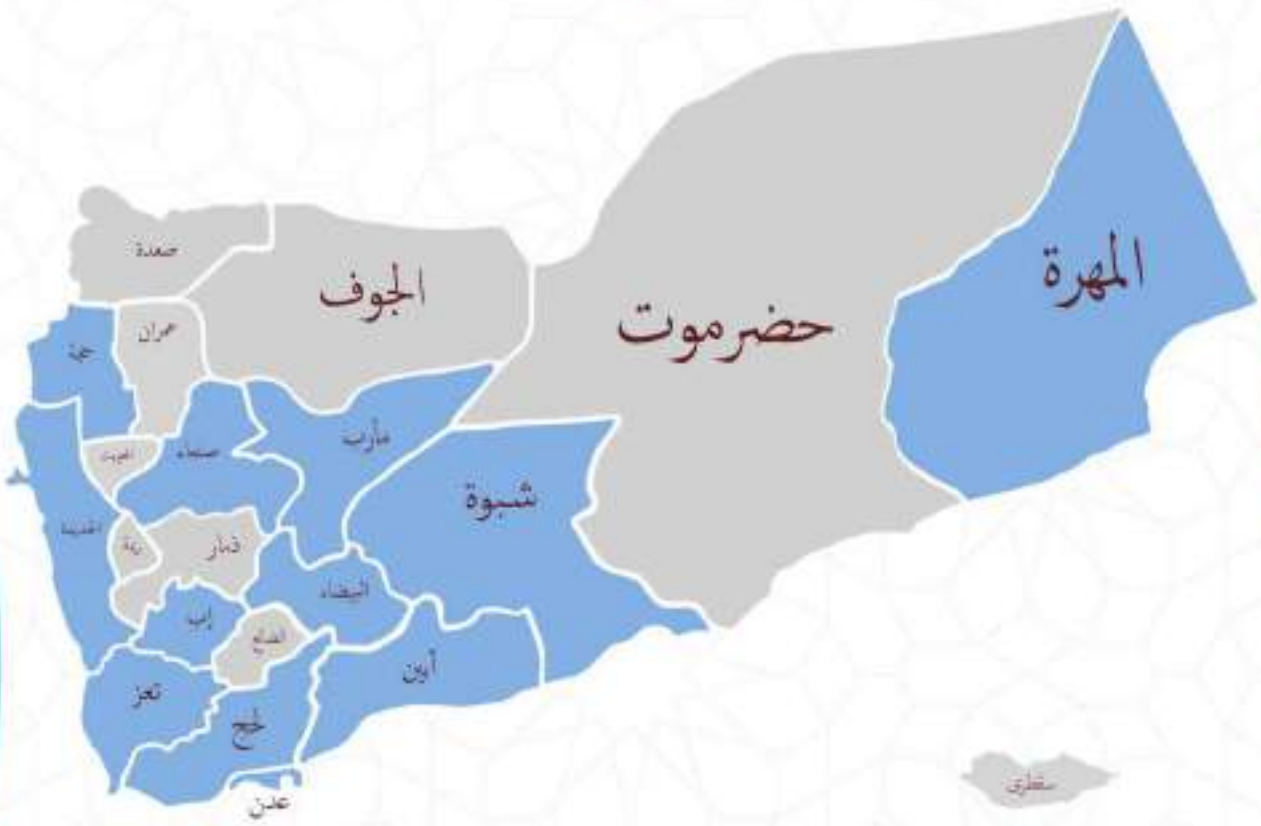 صعدة
الجوف
المهرة
حضرموت
عمران
حجة
مأرب
صنعاء
المحويت
شبوة
الحديدة
ريمة
ذمار
البيضاء
إب
الضالع
أبين
تعز
لحج
عدن
سقطرى